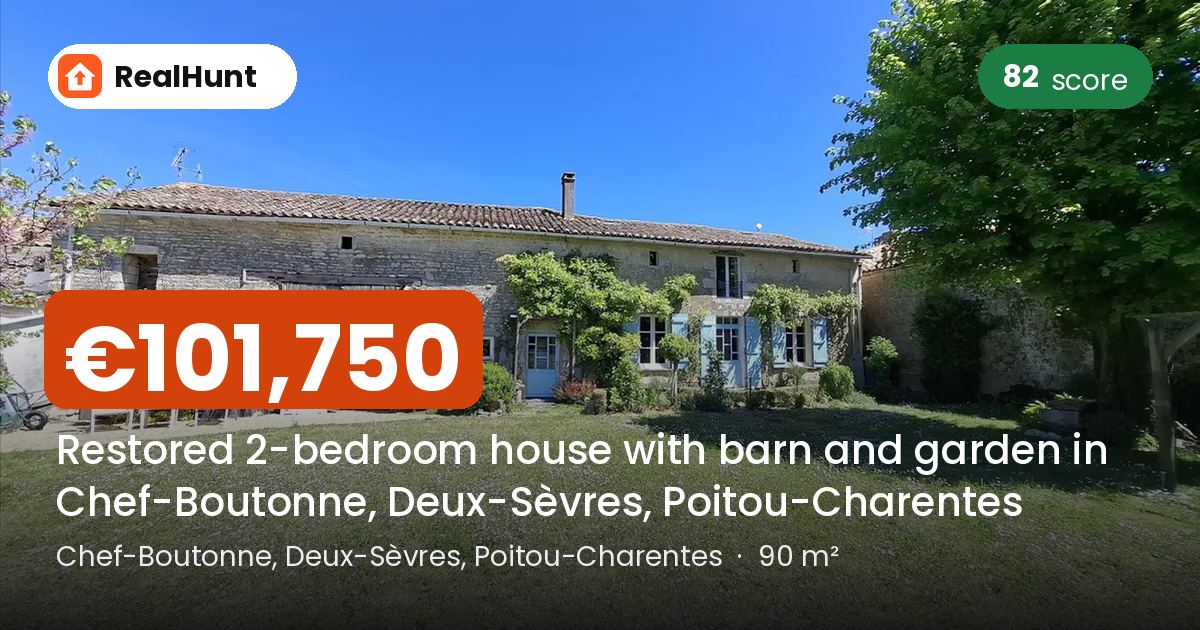 RealHunt
82 score
€101,750
Restored 2-bedroom house with barn and garden in
Chef-Boutonne, Deux-Sèvres, Poitou-Charentes
Chef-Boutonne, Deux-Sèvres, Poitou-Charentes · 90 m²